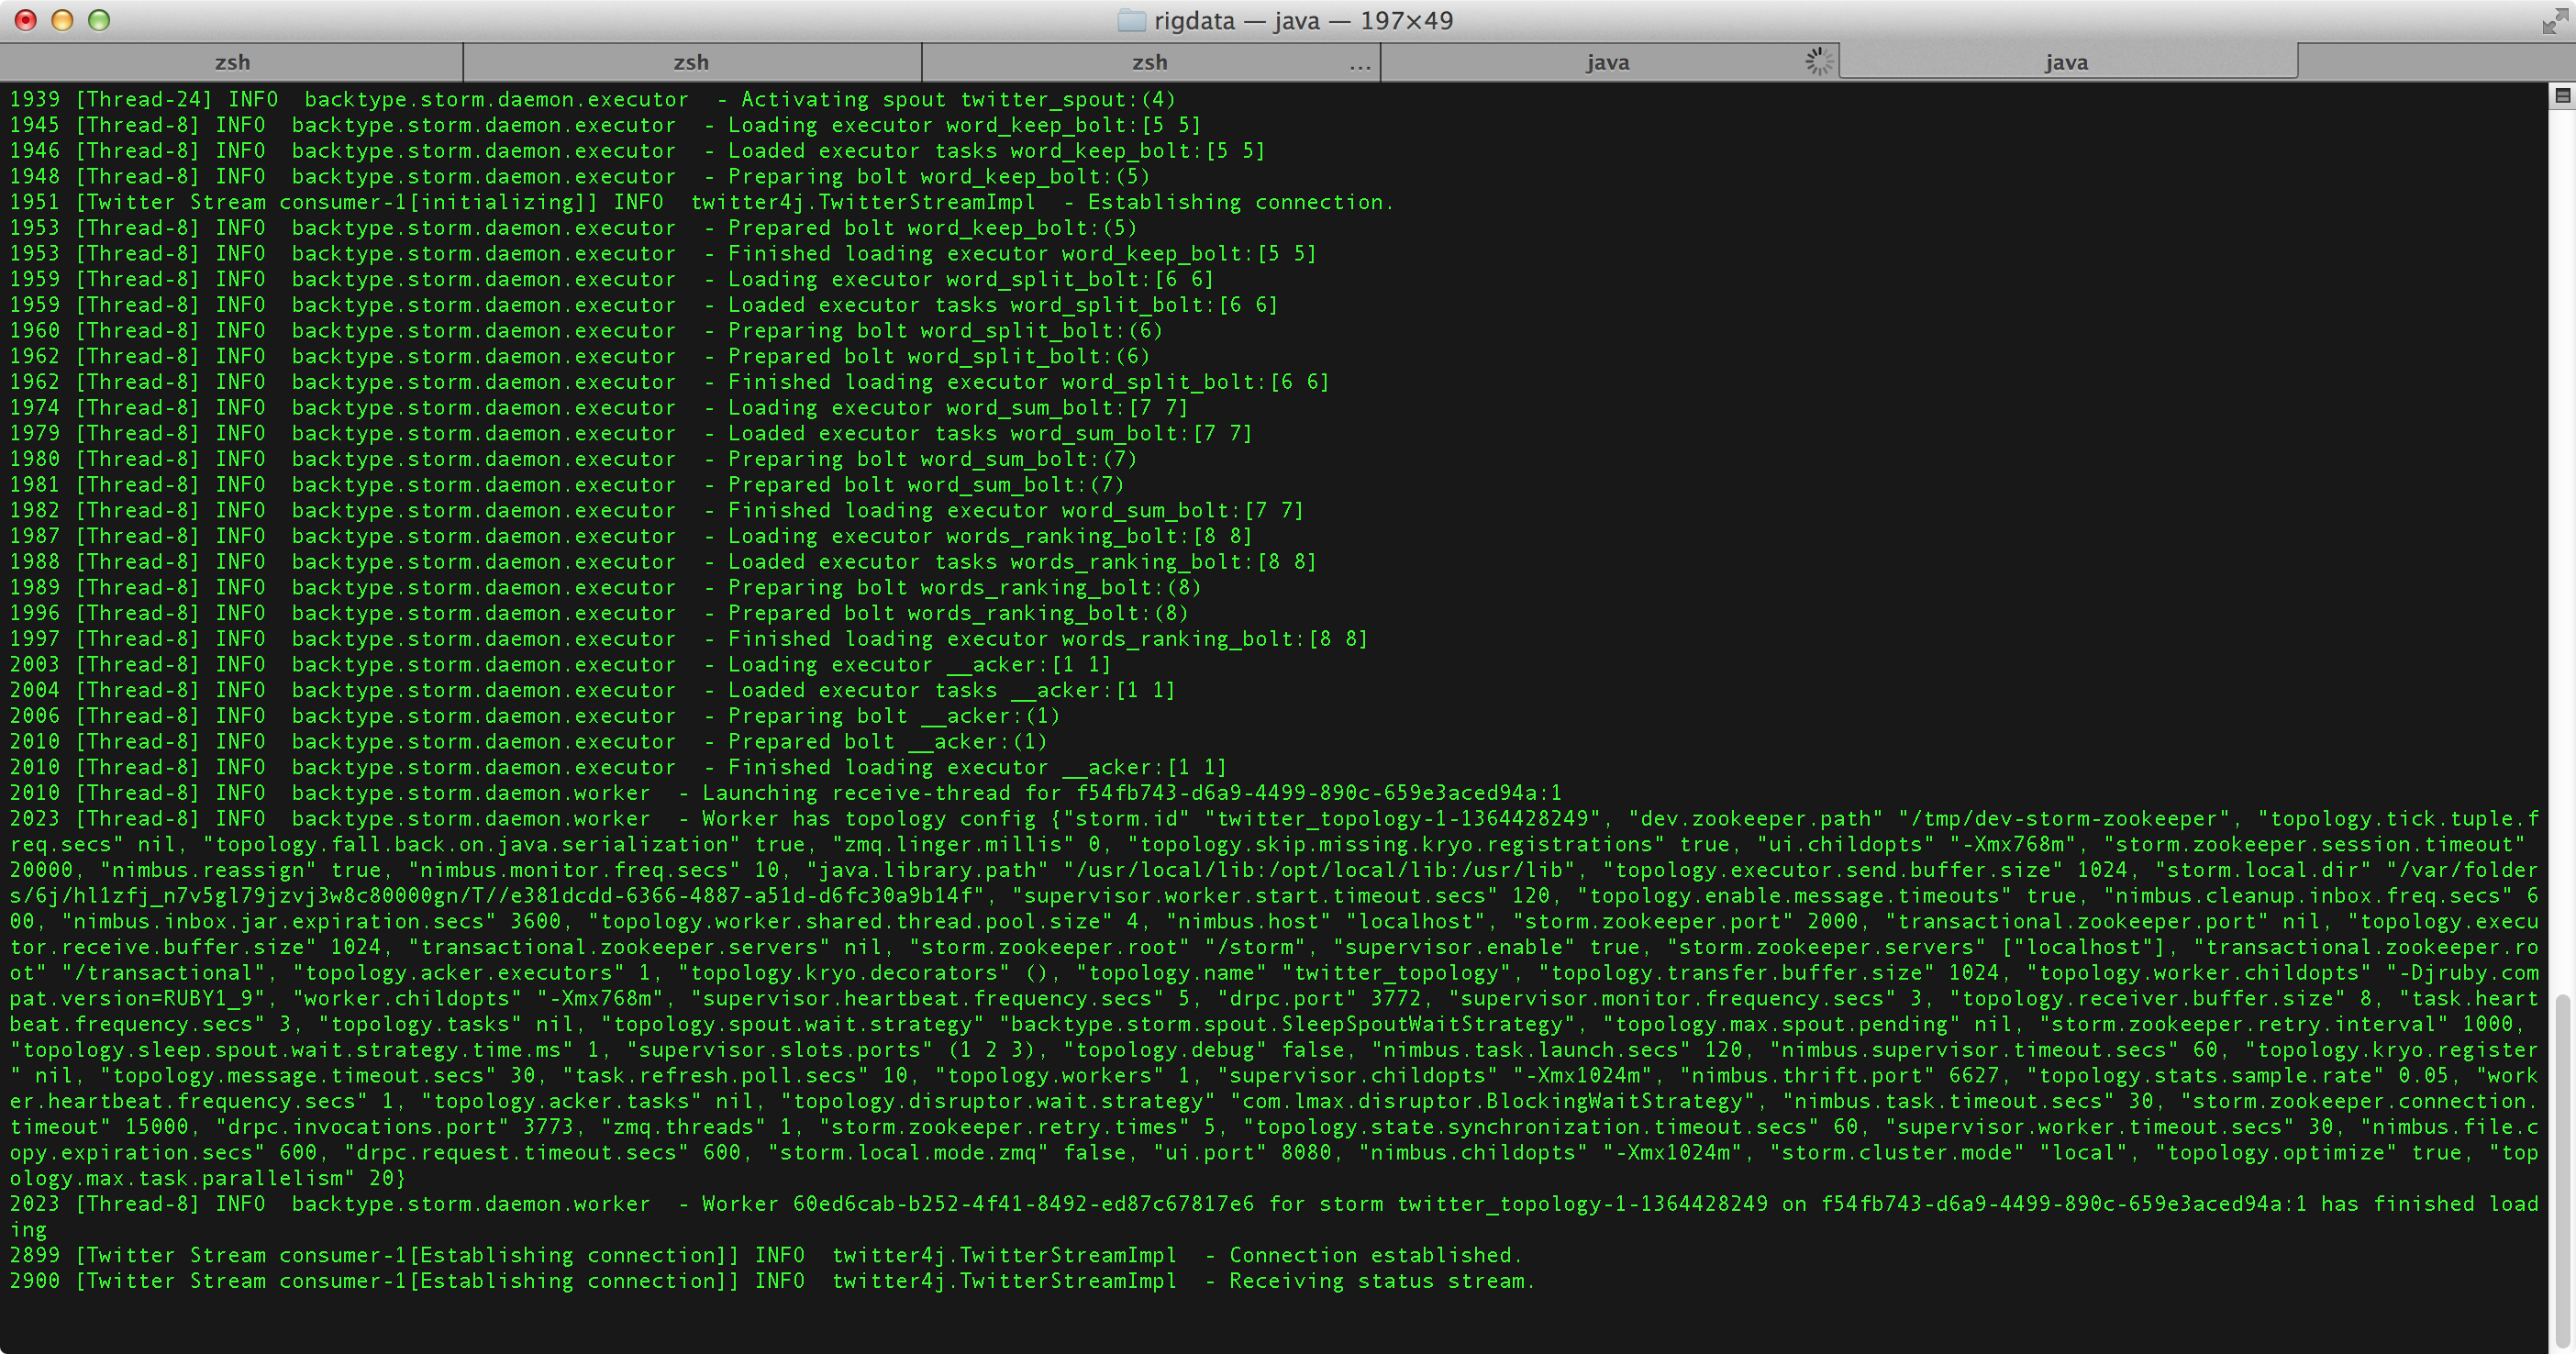 rigdata — java — 197×49
zsh
zsh
zsh ...
java
java
1939 [Thread-24] INFO  backtype.storm.daemon.executor  - Activating spout twitter_spout:(4)
1945 [Thread-8] INFO  backtype.storm.daemon.executor  - Loading executor word_keep_bolt:[5 5]
1946 [Thread-8] INFO  backtype.storm.daemon.executor  - Loaded executor tasks word_keep_bolt:[5 5]
1948 [Thread-8] INFO  backtype.storm.daemon.executor  - Preparing bolt word_keep_bolt:(5)
1951 [Twitter Stream consumer-1[initializing]] INFO  twitter4j.TwitterStreamImpl  - Establishing connection.
1953 [Thread-8] INFO  backtype.storm.daemon.executor  - Prepared bolt word_keep_bolt:(5)
1953 [Thread-8] INFO  backtype.storm.daemon.executor  - Finished loading executor word_keep_bolt:[5 5]
1959 [Thread-8] INFO  backtype.storm.daemon.executor  - Loading executor word_split_bolt:[6 6]
1959 [Thread-8] INFO  backtype.storm.daemon.executor  - Loaded executor tasks word_split_bolt:[6 6]
1960 [Thread-8] INFO  backtype.storm.daemon.executor  - Preparing bolt word_split_bolt:(6)
1962 [Thread-8] INFO  backtype.storm.daemon.executor  - Prepared bolt word_split_bolt:(6)
1962 [Thread-8] INFO  backtype.storm.daemon.executor  - Finished loading executor word_split_bolt:[6 6]
1974 [Thread-8] INFO  backtype.storm.daemon.executor  - Loading executor word_sum_bolt:[7 7]
1979 [Thread-8] INFO  backtype.storm.daemon.executor  - Loaded executor tasks word_sum_bolt:[7 7]
1980 [Thread-8] INFO  backtype.storm.daemon.executor  - Preparing bolt word_sum_bolt:(7)
1981 [Thread-8] INFO  backtype.storm.daemon.executor  - Prepared bolt word_sum_bolt:(7)
1982 [Thread-8] INFO  backtype.storm.daemon.executor  - Finished loading executor word_sum_bolt:[7 7]
1987 [Thread-8] INFO  backtype.storm.daemon.executor  - Loading executor words_ranking_bolt:[8 8]
1988 [Thread-8] INFO  backtype.storm.daemon.executor  - Loaded executor tasks words_ranking_bolt:[8 8]
1989 [Thread-8] INFO  backtype.storm.daemon.executor  - Preparing bolt words_ranking_bolt:(8)
1996 [Thread-8] INFO  backtype.storm.daemon.executor  - Prepared bolt words_ranking_bolt:(8)
1997 [Thread-8] INFO  backtype.storm.daemon.executor  - Finished loading executor words_ranking_bolt:[8 8]
2003 [Thread-8] INFO  backtype.storm.daemon.executor  - Loading executor __acker:[1 1]
2004 [Thread-8] INFO  backtype.storm.daemon.executor  - Loaded executor tasks __acker:[1 1]
2006 [Thread-8] INFO  backtype.storm.daemon.executor  - Preparing bolt __acker:(1)
2010 [Thread-8] INFO  backtype.storm.daemon.executor  - Prepared bolt __acker:(1)
2010 [Thread-8] INFO  backtype.storm.daemon.executor  - Finished loading executor __acker:[1 1]
2010 [Thread-8] INFO  backtype.storm.daemon.worker  - Launching receive-thread for f54fb743-d6a9-4499-890c-659e3aced94a:1
2023 [Thread-8] INFO  backtype.storm.daemon.worker  - Worker has topology config {"storm.id" "twitter_topology-1-1364428249", "dev.zookeeper.path" "/tmp/dev-storm-zookeeper", "topology.tick.tuple.f
req.secs" nil, "topology.fall.back.on.java.serialization" true, "zmq.linger.millis" 0, "topology.skip.missing.kryo.registrations" true, "ui.childopts" "-Xmx768m", "storm.zookeeper.session.timeout"
20000, "nimbus.reassign" true, "nimbus.monitor.freq.secs" 10, "java.library.path" "/usr/local/lib:/opt/local/lib:/usr/lib", "topology.executor.send.buffer.size" 1024, "storm.local.dir" "/var/folder
s/6j/hl1zfj_n7v5gl79jzvj3w8c80000gn/T//e381dcdd-6366-4887-a51d-d6fc30a9b14f", "supervisor.worker.start.timeout.secs" 120, "topology.enable.message.timeouts" true, "nimbus.cleanup.inbox.freq.secs" 6
00, "nimbus.inbox.jar.expiration.secs" 3600, "topology.worker.shared.thread.pool.size" 4, "nimbus.host" "localhost", "storm.zookeeper.port" 2000, "transactional.zookeeper.port" nil, "topology.execu
tor.receive.buffer.size" 1024, "transactional.zookeeper.servers" nil, "storm.zookeeper.root" "/storm", "supervisor.enable" true, "storm.zookeeper.servers" ["localhost"], "transactional.zookeeper.ro
ot" "/transactional", "topology.acker.executors" 1, "topology.kryo.decorators" (), "topology.name" "twitter_topology", "topology.transfer.buffer.size" 1024, "topology.worker.childopts" "-Djruby.com
pat.version=RUBY1_9", "worker.childopts" "-Xmx768m", "supervisor.heartbeat.frequency.secs" 5, "drpc.port" 3772, "supervisor.monitor.frequency.secs" 3, "topology.receiver.buffer.size" 8, "task.heart
beat.frequency.secs" 3, "topology.tasks" nil, "topology.spout.wait.strategy" "backtype.storm.spout.SleepSpoutWaitStrategy", "topology.max.spout.pending" nil, "storm.zookeeper.retry.interval" 1000,
"topology.sleep.spout.wait.strategy.time.ms" 1, "supervisor.slots.ports" (1 2 3), "topology.debug" false, "nimbus.task.launch.secs" 120, "nimbus.supervisor.timeout.secs" 60, "topology.kryo.register
" nil, "topology.message.timeout.secs" 30, "task.refresh.poll.secs" 10, "topology.workers" 1, "supervisor.childopts" "-Xmx1024m", "nimbus.thrift.port" 6627, "topology.stats.sample.rate" 0.05, "work
er.heartbeat.frequency.secs" 1, "topology.acker.tasks" nil, "topology.disruptor.wait.strategy" "com.lmax.disruptor.BlockingWaitStrategy", "nimbus.task.timeout.secs" 30, "storm.zookeeper.connection.
timeout" 15000, "drpc.invocations.port" 3773, "zmq.threads" 1, "storm.zookeeper.retry.times" 5, "topology.state.synchronization.timeout.secs" 60, "supervisor.worker.timeout.secs" 30, "nimbus.file.c
opy.expiration.secs" 600, "drpc.request.timeout.secs" 600, "storm.local.mode.zmq" false, "ui.port" 8080, "nimbus.childopts" "-Xmx1024m", "storm.cluster.mode" "local", "topology.optimize" true, "top
ology.max.task.parallelism" 20}
2023 [Thread-8] INFO  backtype.storm.daemon.worker  - Worker 60ed6cab-b252-4f41-8492-ed87c67817e6 for storm twitter_topology-1-1364428249 on f54fb743-d6a9-4499-890c-659e3aced94a:1 has finished load
ing
2899 [Twitter Stream consumer-1[Establishing connection]] INFO  twitter4j.TwitterStreamImpl  - Connection established.
2900 [Twitter Stream consumer-1[Establishing connection]] INFO  twitter4j.TwitterStreamImpl  - Receiving status stream.